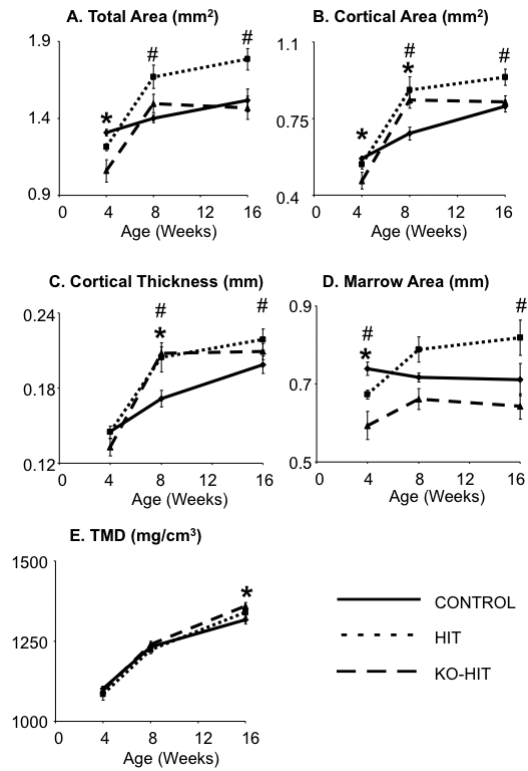 A. Total Area (mm²)
1.9
1.4
0.9
#
#
*
0 4 8 12 16
Age (Weeks)
B. Cortical Area (mm²)
1.1
0.75
0.4
#
#
*
*
0 4 8 12 16
Age (Weeks)
C. Cortical Thickness (mm)
0.24
0.18
0.12
#
#
*
0 4 8 12 16
Age (Weeks)
D. Marrow Area (mm)
0.9
0.7
0.5
#
#
*
0 4 8 12 16
Age (Weeks)
E. TMD (mg/cm³)
1500
1250
1000
*
0 4 8 12 16
Age (Weeks)
CONTROL
HIT
KO-HIT